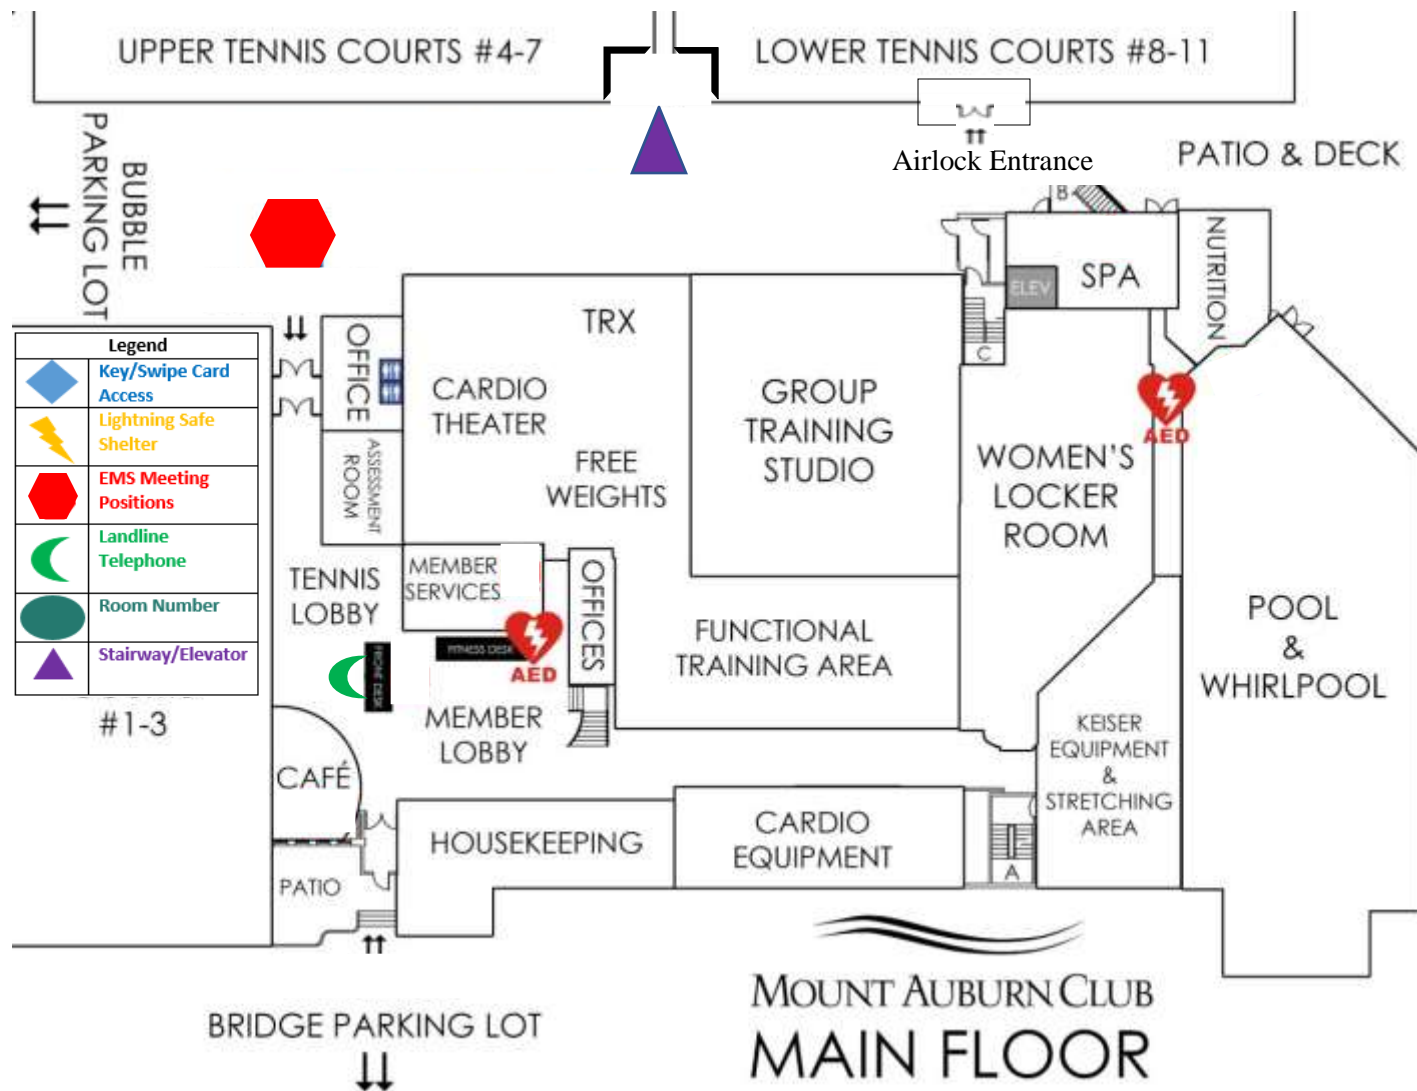 UPPER TENNIS COURTS #4-7
LOWER TENNIS COURTS #8-11
Airlock Entrance
PATIO & DECK
BUBBLE
PARKING LOT
B
NUTRITION
SPA
ELEV
C
Legend
Key/Swipe Card
Access
Lightning Safe
Shelter
EMS Meeting
Positions
Landline
Telephone
Room Number
Stairway/Elevator
#1-3
OFFICE
TRX
CARDIO
THEATER
FREE
WEIGHTS
GROUP
TRAINING
STUDIO
WOMEN'S
LOCKER
ROOM
AED
ASSESSMENT
ROOM
MEMBER
SERVICES
TENNIS
LOBBY
OFFICES
FITNESS DESK
AED
FRONT DESK
FUNCTIONAL
TRAINING AREA
POOL
&
WHIRLPOOL
MEMBER
LOBBY
KEISER
EQUIPMENT
&
STRETCHING
AREA
CAFÉ
HOUSEKEEPING
CARDIO
EQUIPMENT
A
PATIO
BRIDGE PARKING LOT
MOUNT AUBURN CLUB
MAIN FLOOR